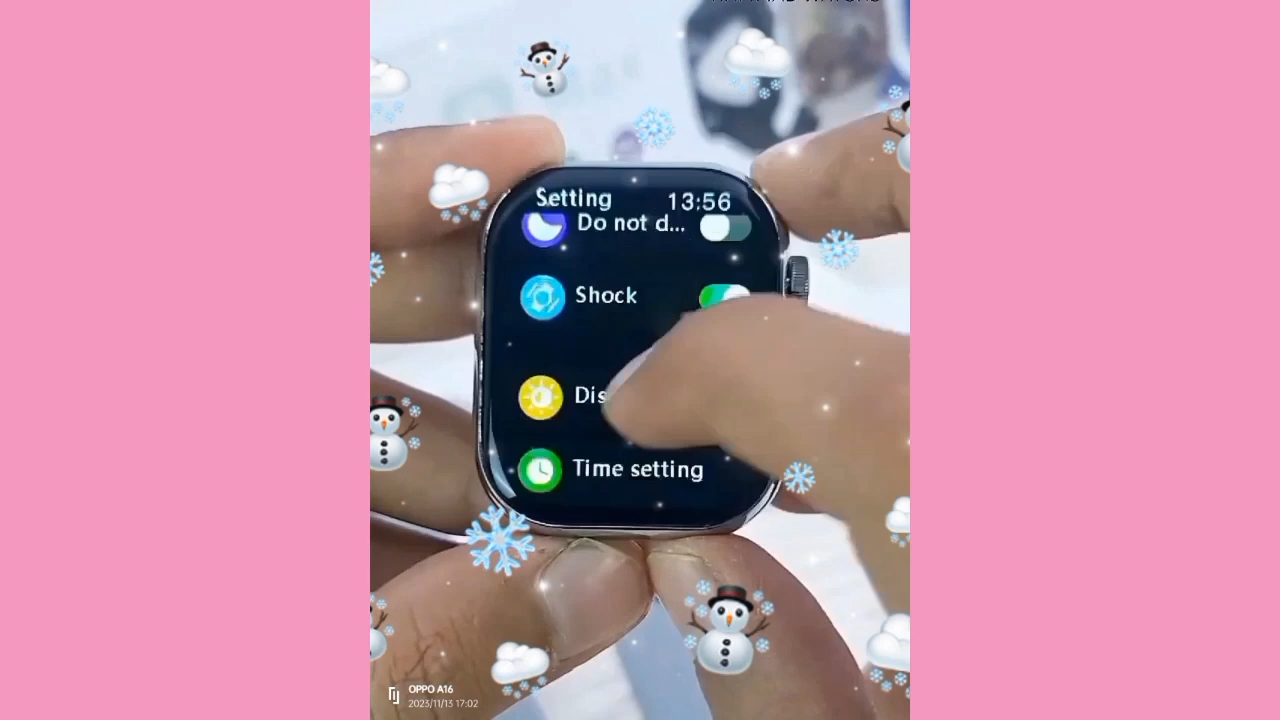 Setting 13:56
Do not d...
Shock
Dis
Time setting
OPPO A16
2023/11/13 17:02